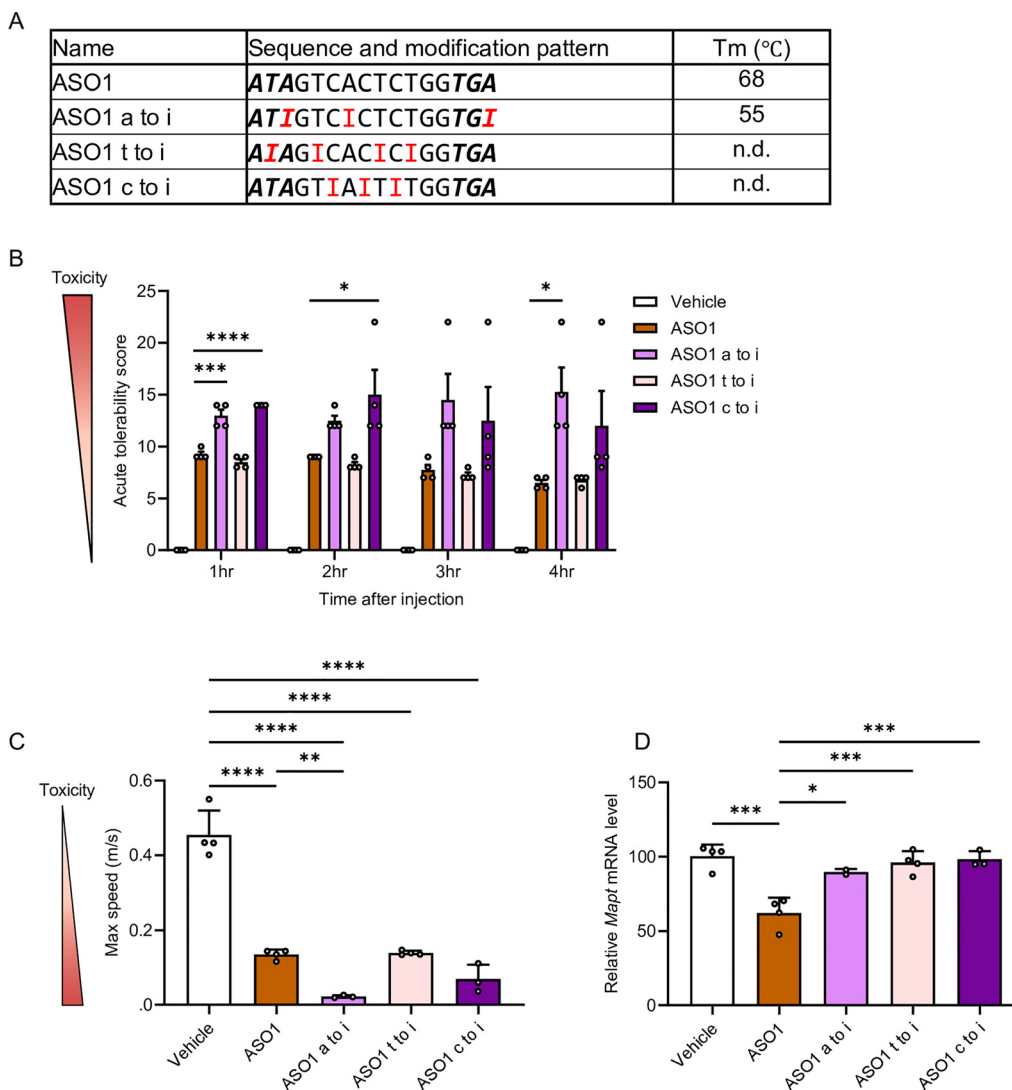 A
Name Sequence and modification pattern Tm (℃)
ASO1 ATAGTCACTCTGGTGA 68
ASO1 a to i ATIGTCICTCTGGTGI 55
ASO1 t to i AIAGICACICIGGTGA n.d.
ASO1 c to i ATAGTIAITITGGTGA n.d.
B
Toxicity
Acute tolerability score
25
20
15
10
5
0
**** 
***
*
*
1hr 2hr 3hr 4hr
Time after injection
Vehicle
ASO1
ASO1 a to i
ASO1 t to i
ASO1 c to i
C
Toxicity
Max speed (m/s)
0.6
0.4
0.2
.0
****
****
****
**
****
Vehicle ASO1 ASO1 a to i ASO1 t to i ASO1 c to i
D
Relative Mapt mRNA level
150
100
50
0
***
***
*
***
Vehicle ASO1 ASO1 a to i ASO1 t to i ASO1 c to i